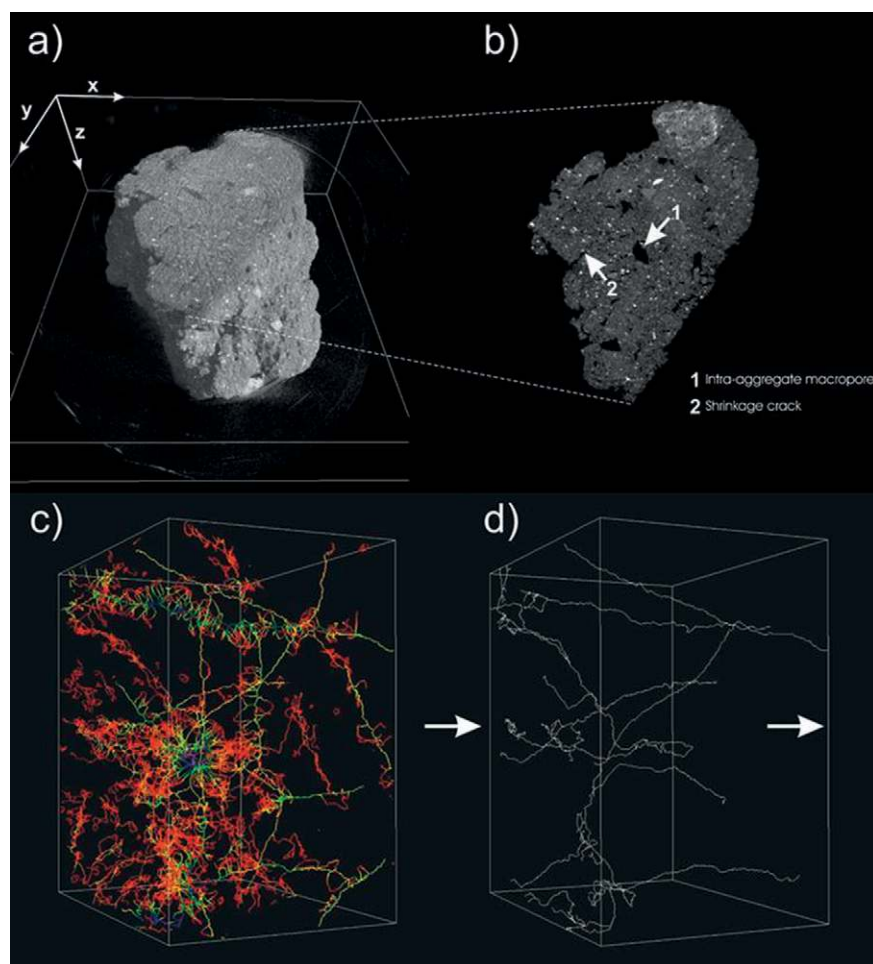 a)
b)
x
y
z
1
2
1 Intra-aggregate macropore
2 Shrinkage crack
c)
d)